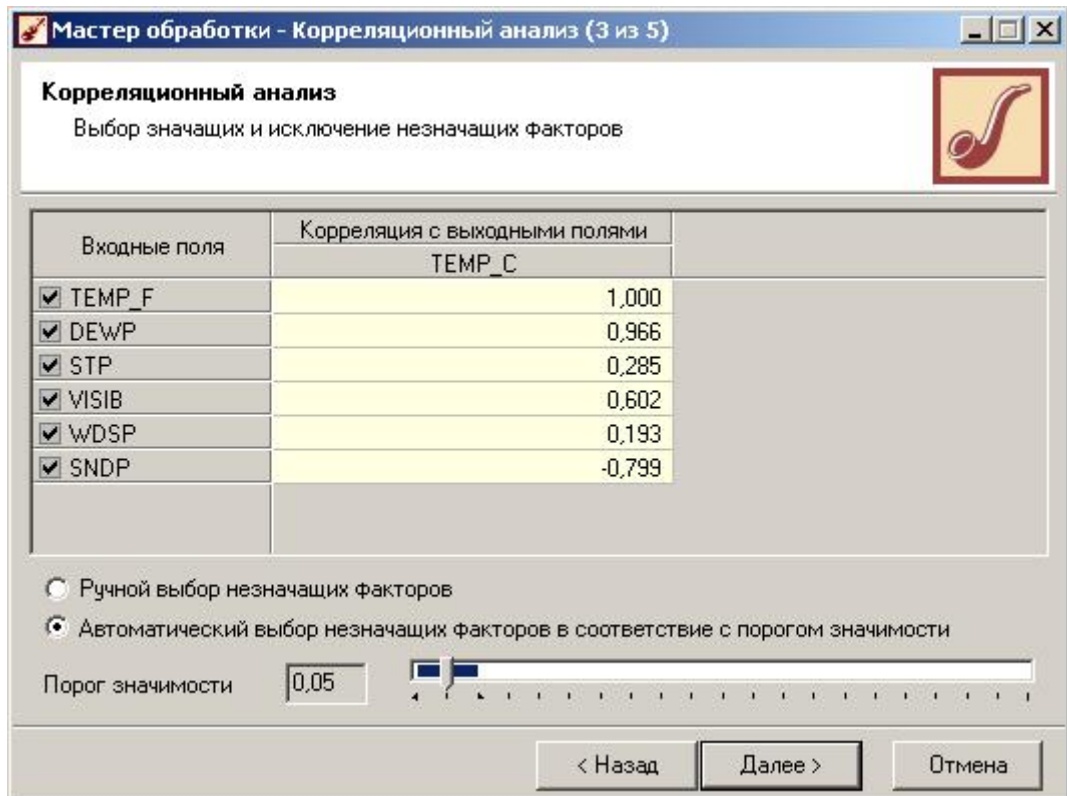 Мастер обработки - Корреляционный анализ (3 из 5)
Корреляционный анализ
Выбор значащих и исключение незначащих факторов
Входные поля
Корреляция с выходными полями
TEMP_C
TEMP_F 1,000
DEWP 0,966
STP 0,285
VISIB 0,602
WDSP 0,193
SNDP -0,799
Ручной выбор незначащих факторов
Автоматический выбор незначащих факторов в соответствие с порогом значимости
Порог значимости 0,05
< Назад Далее > Отмена